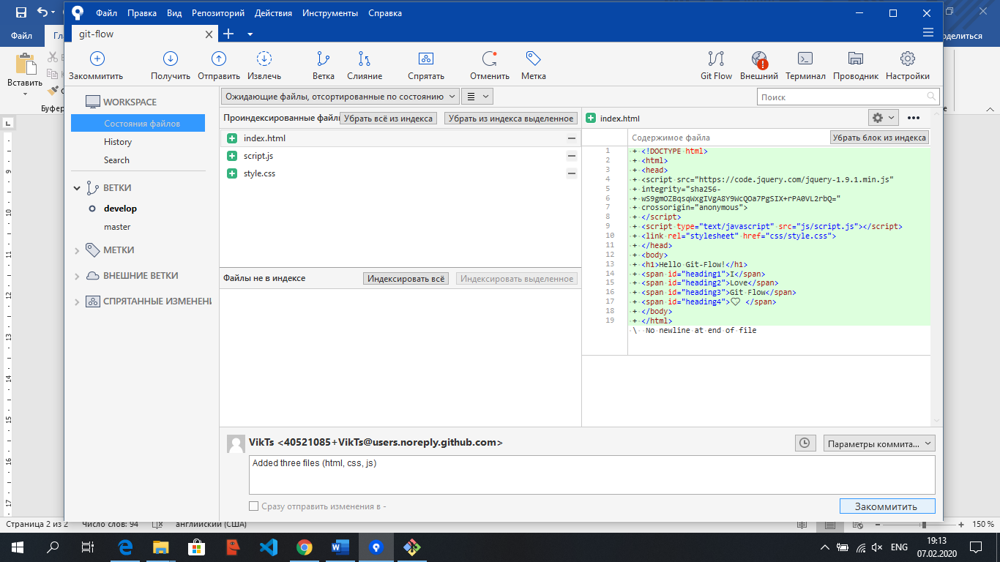 Файл
Правка
Вид
Репозиторий
Действия
Инструменты
Справка
Файл
git-flow
Вставить
Закоммитить
Получить
Отправить
Извлечь
Ветка
Слияние
Спрятать
Отменить
Метка
Git Flow
Внешний
Терминал
Проводник
Настройки
WORKSPACE
Состояния файлов
History
Search
ВЕТКИ
develop
master
МЕТКИ
ВНЕШНИЕ ВЕТКИ
СПРЯТАННЫЕ ИЗМЕНЕНИ
Ожидающие файлы, отсортированные по состоянию
Поиск
Проиндексированные файлы
Убрать всё из индекса
Убрать из индекса выделенное
index.html
script.js
style.css
Файлы не в индексе
Индексировать всё
Индексировать выделенное
index.html
Содержимое файла
Убрать блок из индекса
1 + <!DOCTYPE html>
2 + <html>
3 + <head>
4 + <script src="https://code.jquery.com/jquery-1.9.1.min.js"
5 + integrity="sha256-
6 + wS9gmOZBqsqWxgIVgA8Y9WcQOa7PgSIX+rPA0VL2rbQ="
7 + crossorigin="anonymous">
8 + </script>
9 + <script type="text/javascript" src="js/script.js"></script>
10 + <link rel="stylesheet" href="css/style.css">
11 + </head>
12 + <body>
13 + <h1>Hello Git-Flow!</h1>
14 + <span id="heading1">I</span>
15 + <span id="heading2">Love</span>
16 + <span id="heading3">Git Flow</span>
17 + <span id="heading4">♡ </span>
18 + </body>
19 + </html>
\ No newline at end of file
VikTs <40521085+VikTs@users.noreply.github.com>
Параметры коммита...
Added three files (html, css, js)
Сразу отправить изменения в -
Закоммитить
Страница 2 из 2
Число слов: 94
английский (США)
150 %
ENG
19:13
07.02.2020